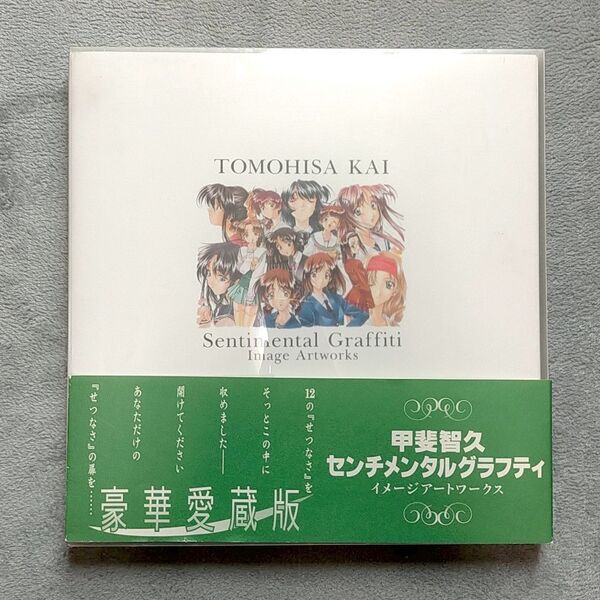 TOMOHISA KAI
Sentimental Graffiti
Image Artworks
12の『せつなさ』を
そっとこの中に
収めました——
開けてください
あなただけの
『せつなさ』の扉を……
豪華愛蔵版
甲斐智久
センチメンタルグラフティ
イメージアートワークス